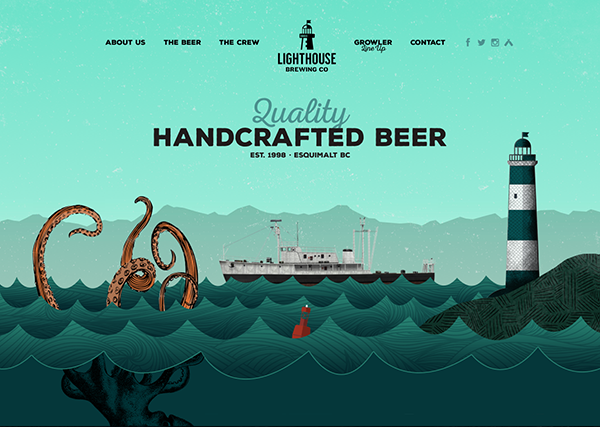 ABOUT US
THE BEER
THE CREW
LIGHTHOUSE
BREWING CO
GROWLER
Line Up
CONTACT
Quality
HANDCRAFTED BEER
EST. 1998 · ESQUIMALT BC